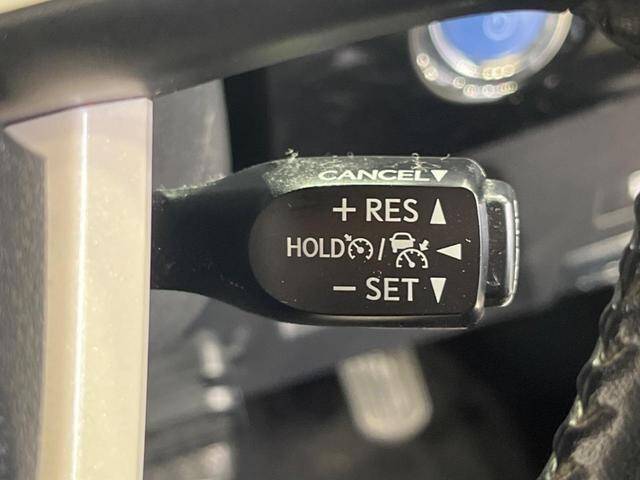 CANCEL▼
+ RES ▲
HOLD / ◀
− SET ▼